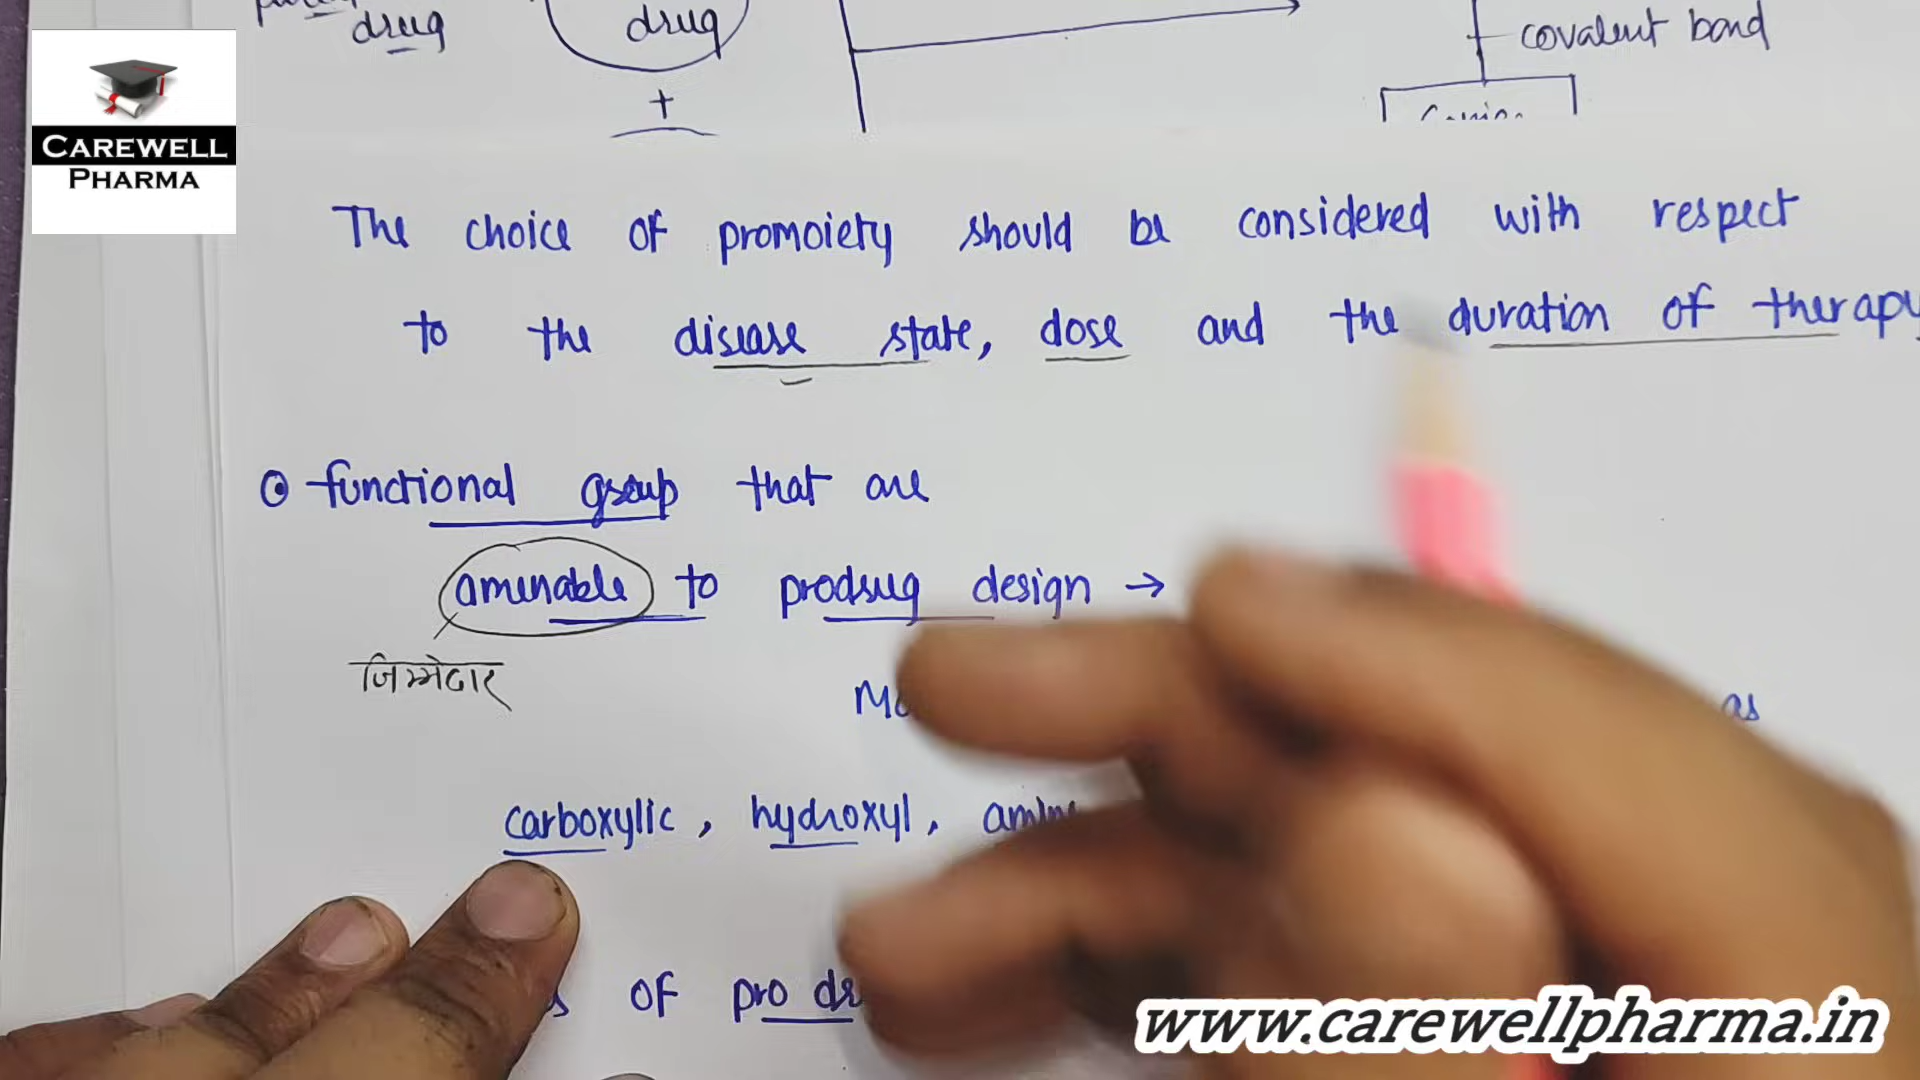 drug
drug
+
covalent bond
CAREWELL
PHARMA
The choice of promoiety should be considered with respect
to the disease state, dose and the duration of therapy
functional group that are
amenable to prodrug design →
जिम्मेदार
as
carboxylic, hydroxyl,
of pro
www.carewellpharma.in